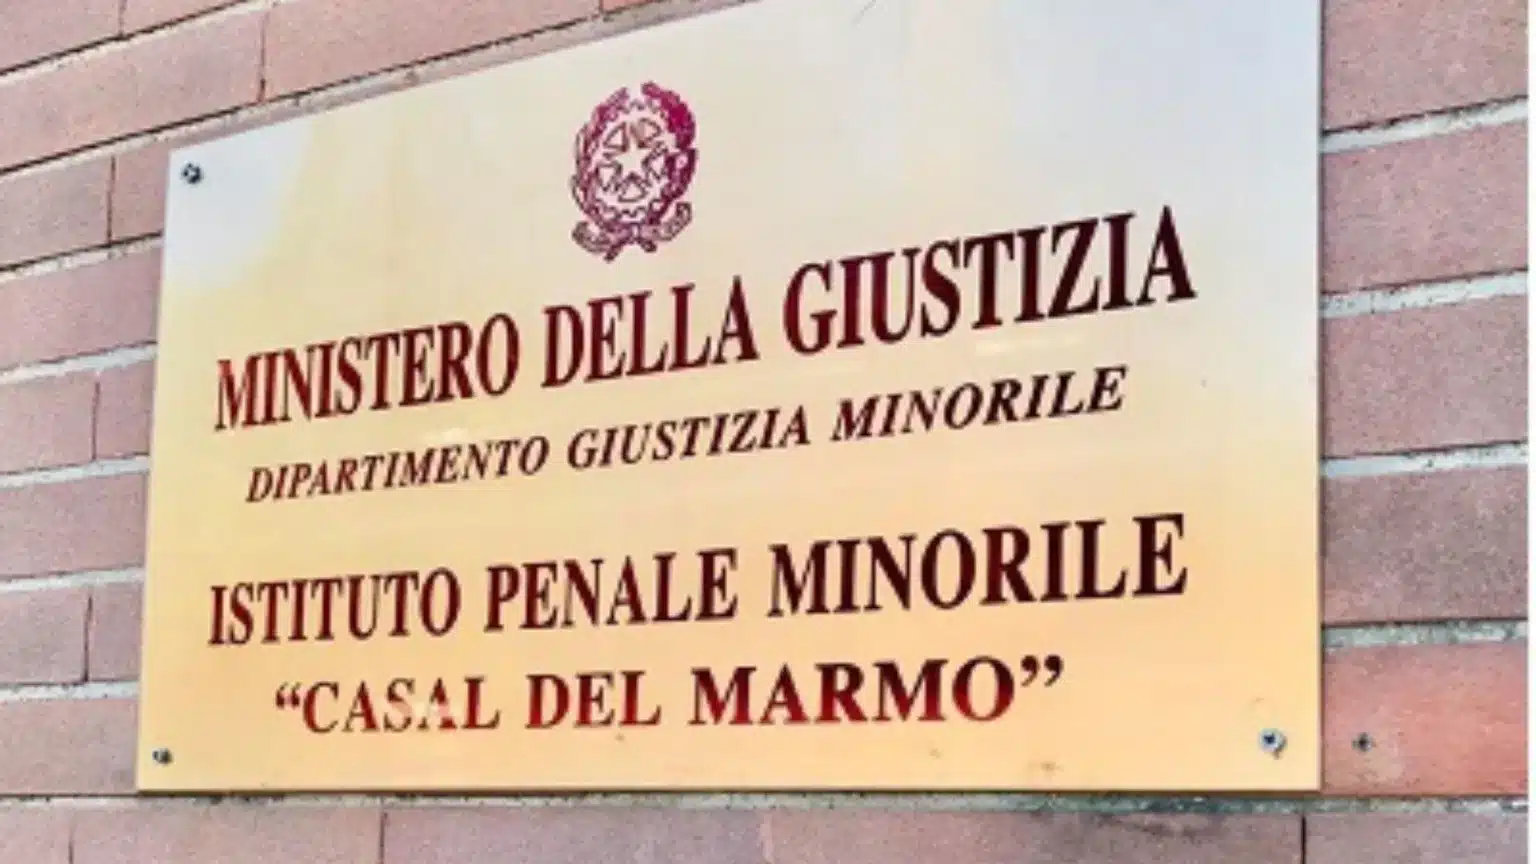 MINISTERO DELLA GIUSTIZIA
DIPARTIMENTO GIUSTIZIA MINORILE
ISTITUTO PENALE MINORILE
“CASAL DEL MARMO”